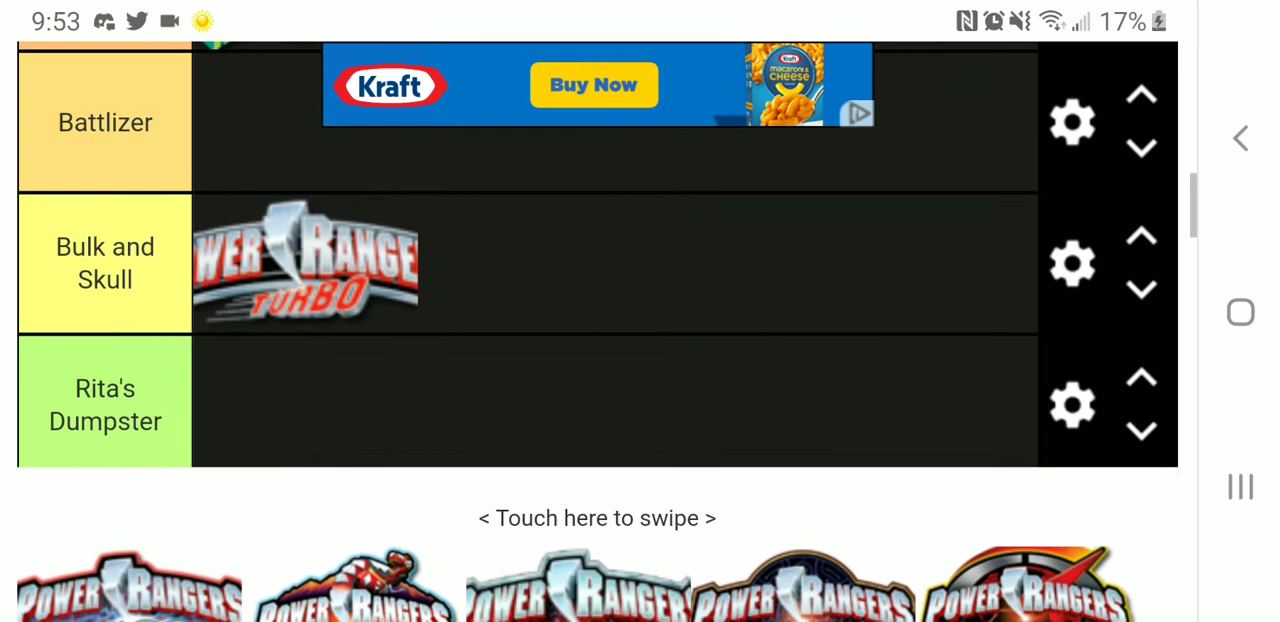 9:53
17%
Kraft
Buy Now
Kraft
MACARONI &
CHEESE
Battlizer
Bulk and
Skull
WER RANGE
TURBO
Rita's
Dumpster
< Touch here to swipe >
POWER RANGERS
POWER RANGERS
POWER RANGER
POWER RANGERS
POWER RANGERS